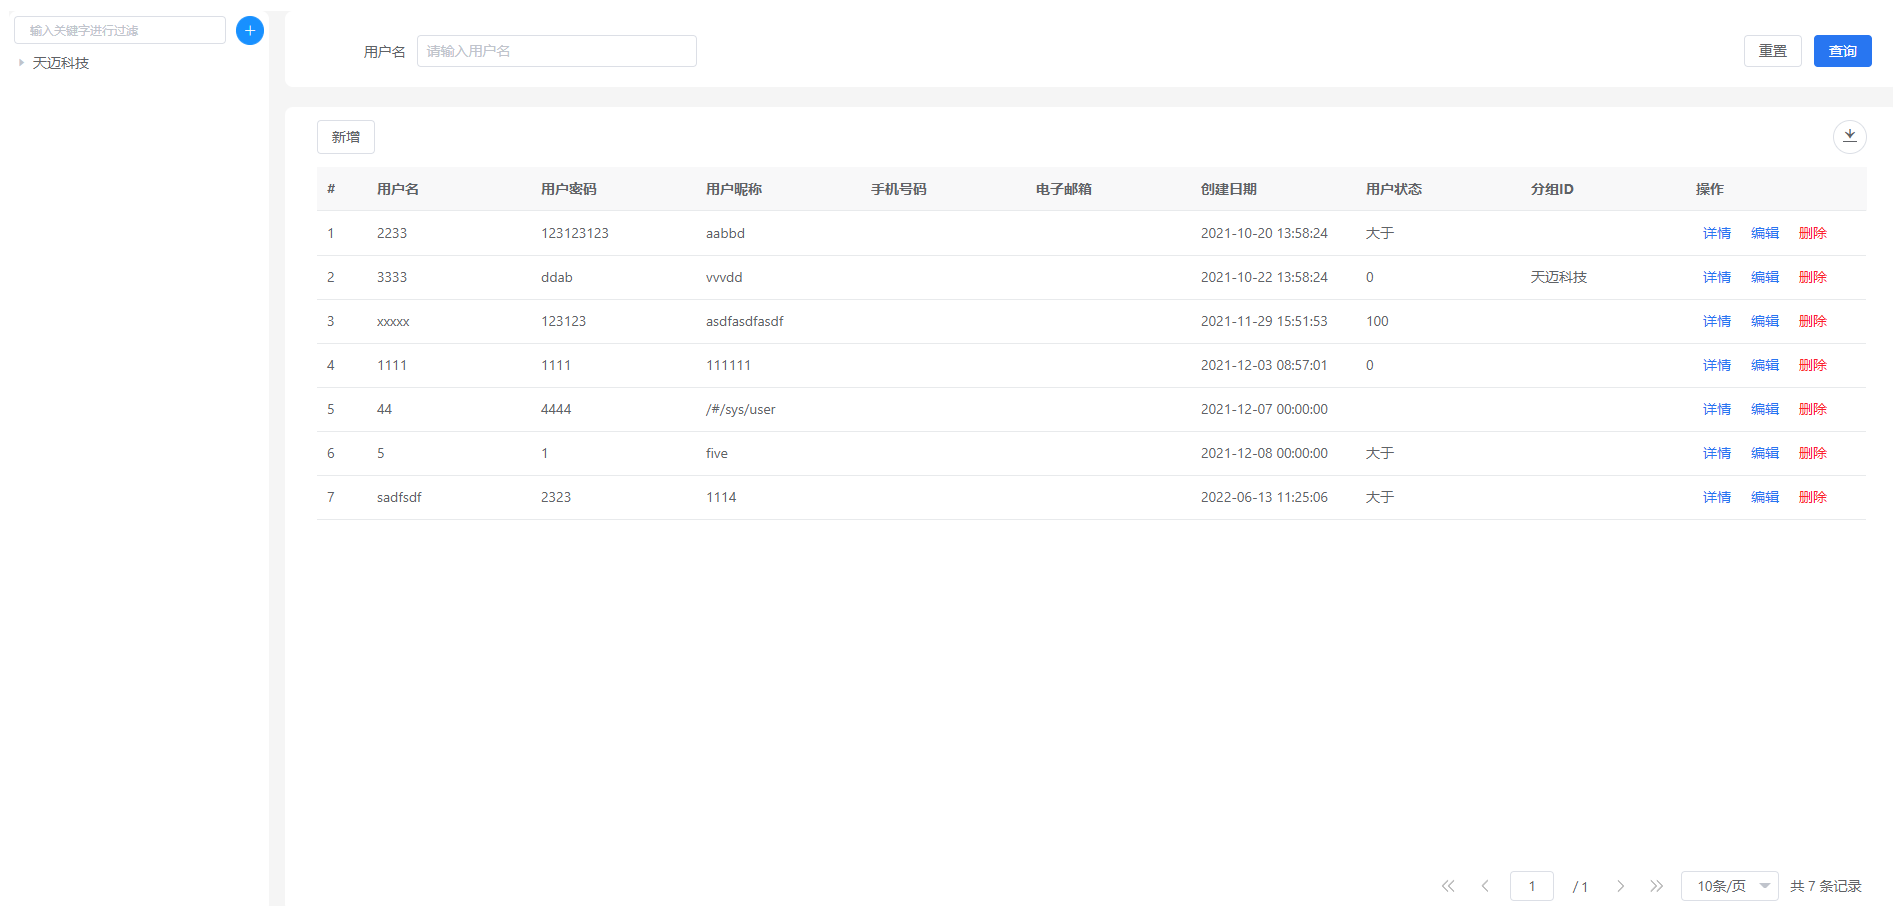 输入关键字进行过滤
天迈科技
用户名 请输入用户名 重置 查询
新增
# 用户名 用户密码 用户昵称 手机号码 电子邮箱 创建日期 用户状态 分组ID 操作
1 2233 123123123 aabbd 2021-10-20 13:58:24 大于 详情 编辑 删除
2 3333 ddab vvvdd 2021-10-22 13:58:24 0 天迈科技 详情 编辑 删除
3 xxxxx 123123 asdfasdfasdf 2021-11-29 15:51:53 100 详情 编辑 删除
4 1111 1111 111111 2021-12-03 08:57:01 0 详情 编辑 删除
5 44 4444 /#/sys/user 2021-12-07 00:00:00 详情 编辑 删除
6 5 1 five 2021-12-08 00:00:00 大于 详情 编辑 删除
7 sadfsdf 2323 1114 2022-06-13 11:25:06 大于 详情 编辑 删除
1 / 1 10条/页 共 7 条记录